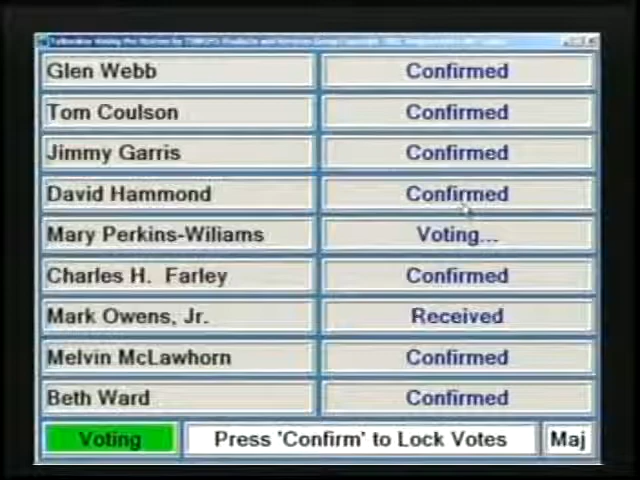 Glen Webb Confirmed
Tom Coulson Confirmed
Jimmy Garris Confirmed
David Hammond Confirmed
Mary Perkins-Wiliams Voting...
Charles H. Farley Confirmed
Mark Owens, Jr. Received
Melvin McLawhorn Confirmed
Beth Ward Confirmed
Voting Press 'Confirm' to Lock Votes Maj